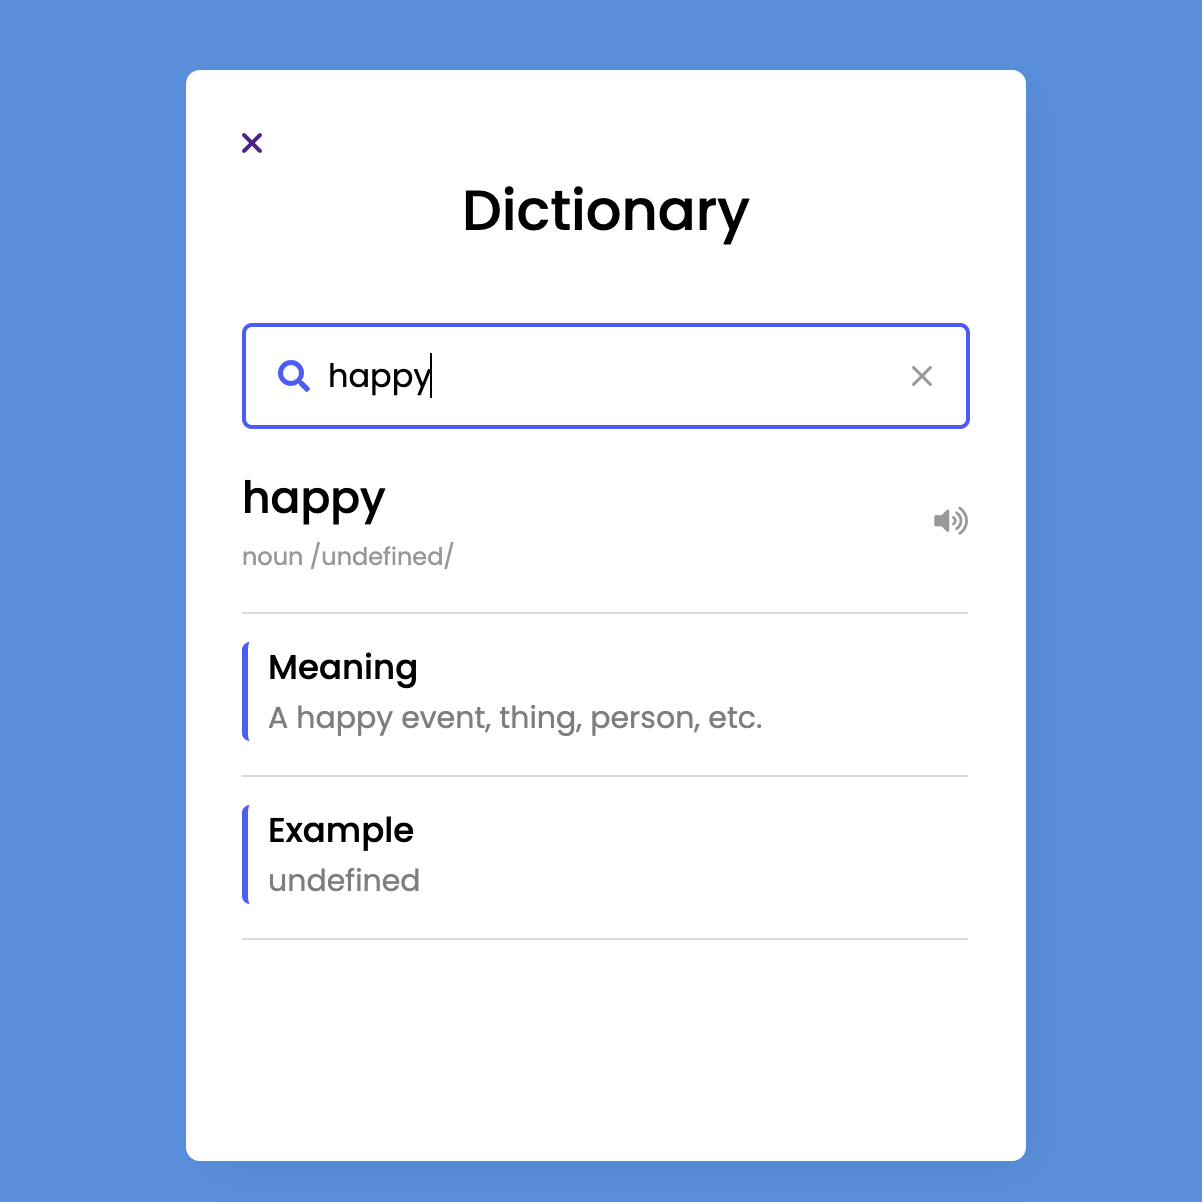 Dictionary
happy
happy
noun /undefined/
Meaning
A happy event, thing, person, etc.
Example
undefined